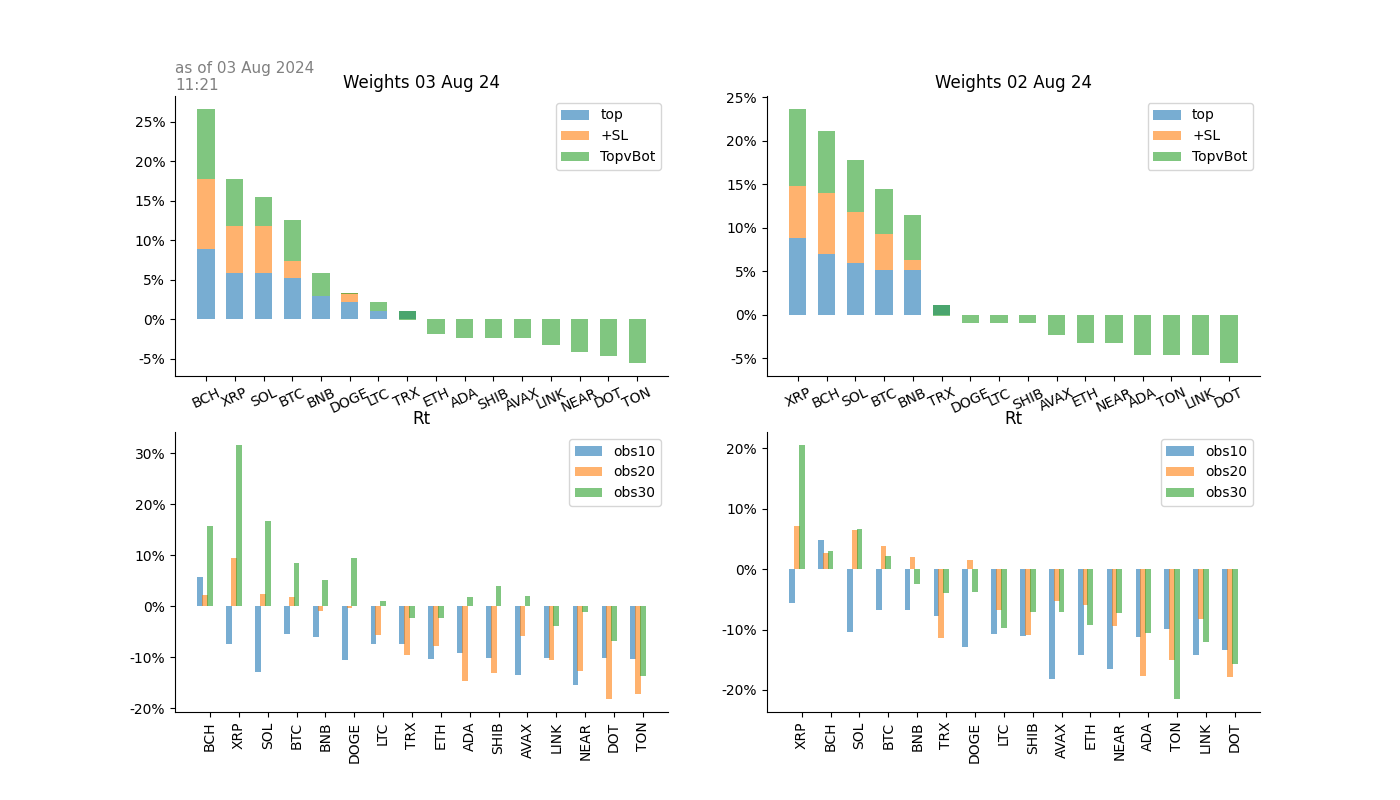 as of 03 Aug 2024
11:21
Weights 03 Aug 24
25%
20%
15%
10%
5%
0%
-5%
top
+SL
TopvBot
BCH XRP SOL BTC BNB DOGE LTC TRX ETH ADA SHIB AVAX LINK NEAR DOT TON
Weights 02 Aug 24
25%
20%
15%
10%
5%
0%
-5%
top
+SL
TopvBot
XRP BCH SOL BTC BNB TRX DOGE LTC SHIB AVAX ETH NEAR ADA TON LINK DOT
Rt
30%
20%
10%
0%
-10%
-20%
obs10
obs20
obs30
BCH XRP SOL BTC BNB DOGE LTC TRX ETH ADA SHIB AVAX LINK NEAR DOT TON
Rt
20%
10%
0%
-10%
-20%
obs10
obs20
obs30
XRP BCH SOL BTC BNB TRX DOGE LTC SHIB AVAX ETH NEAR ADA TON LINK DOT